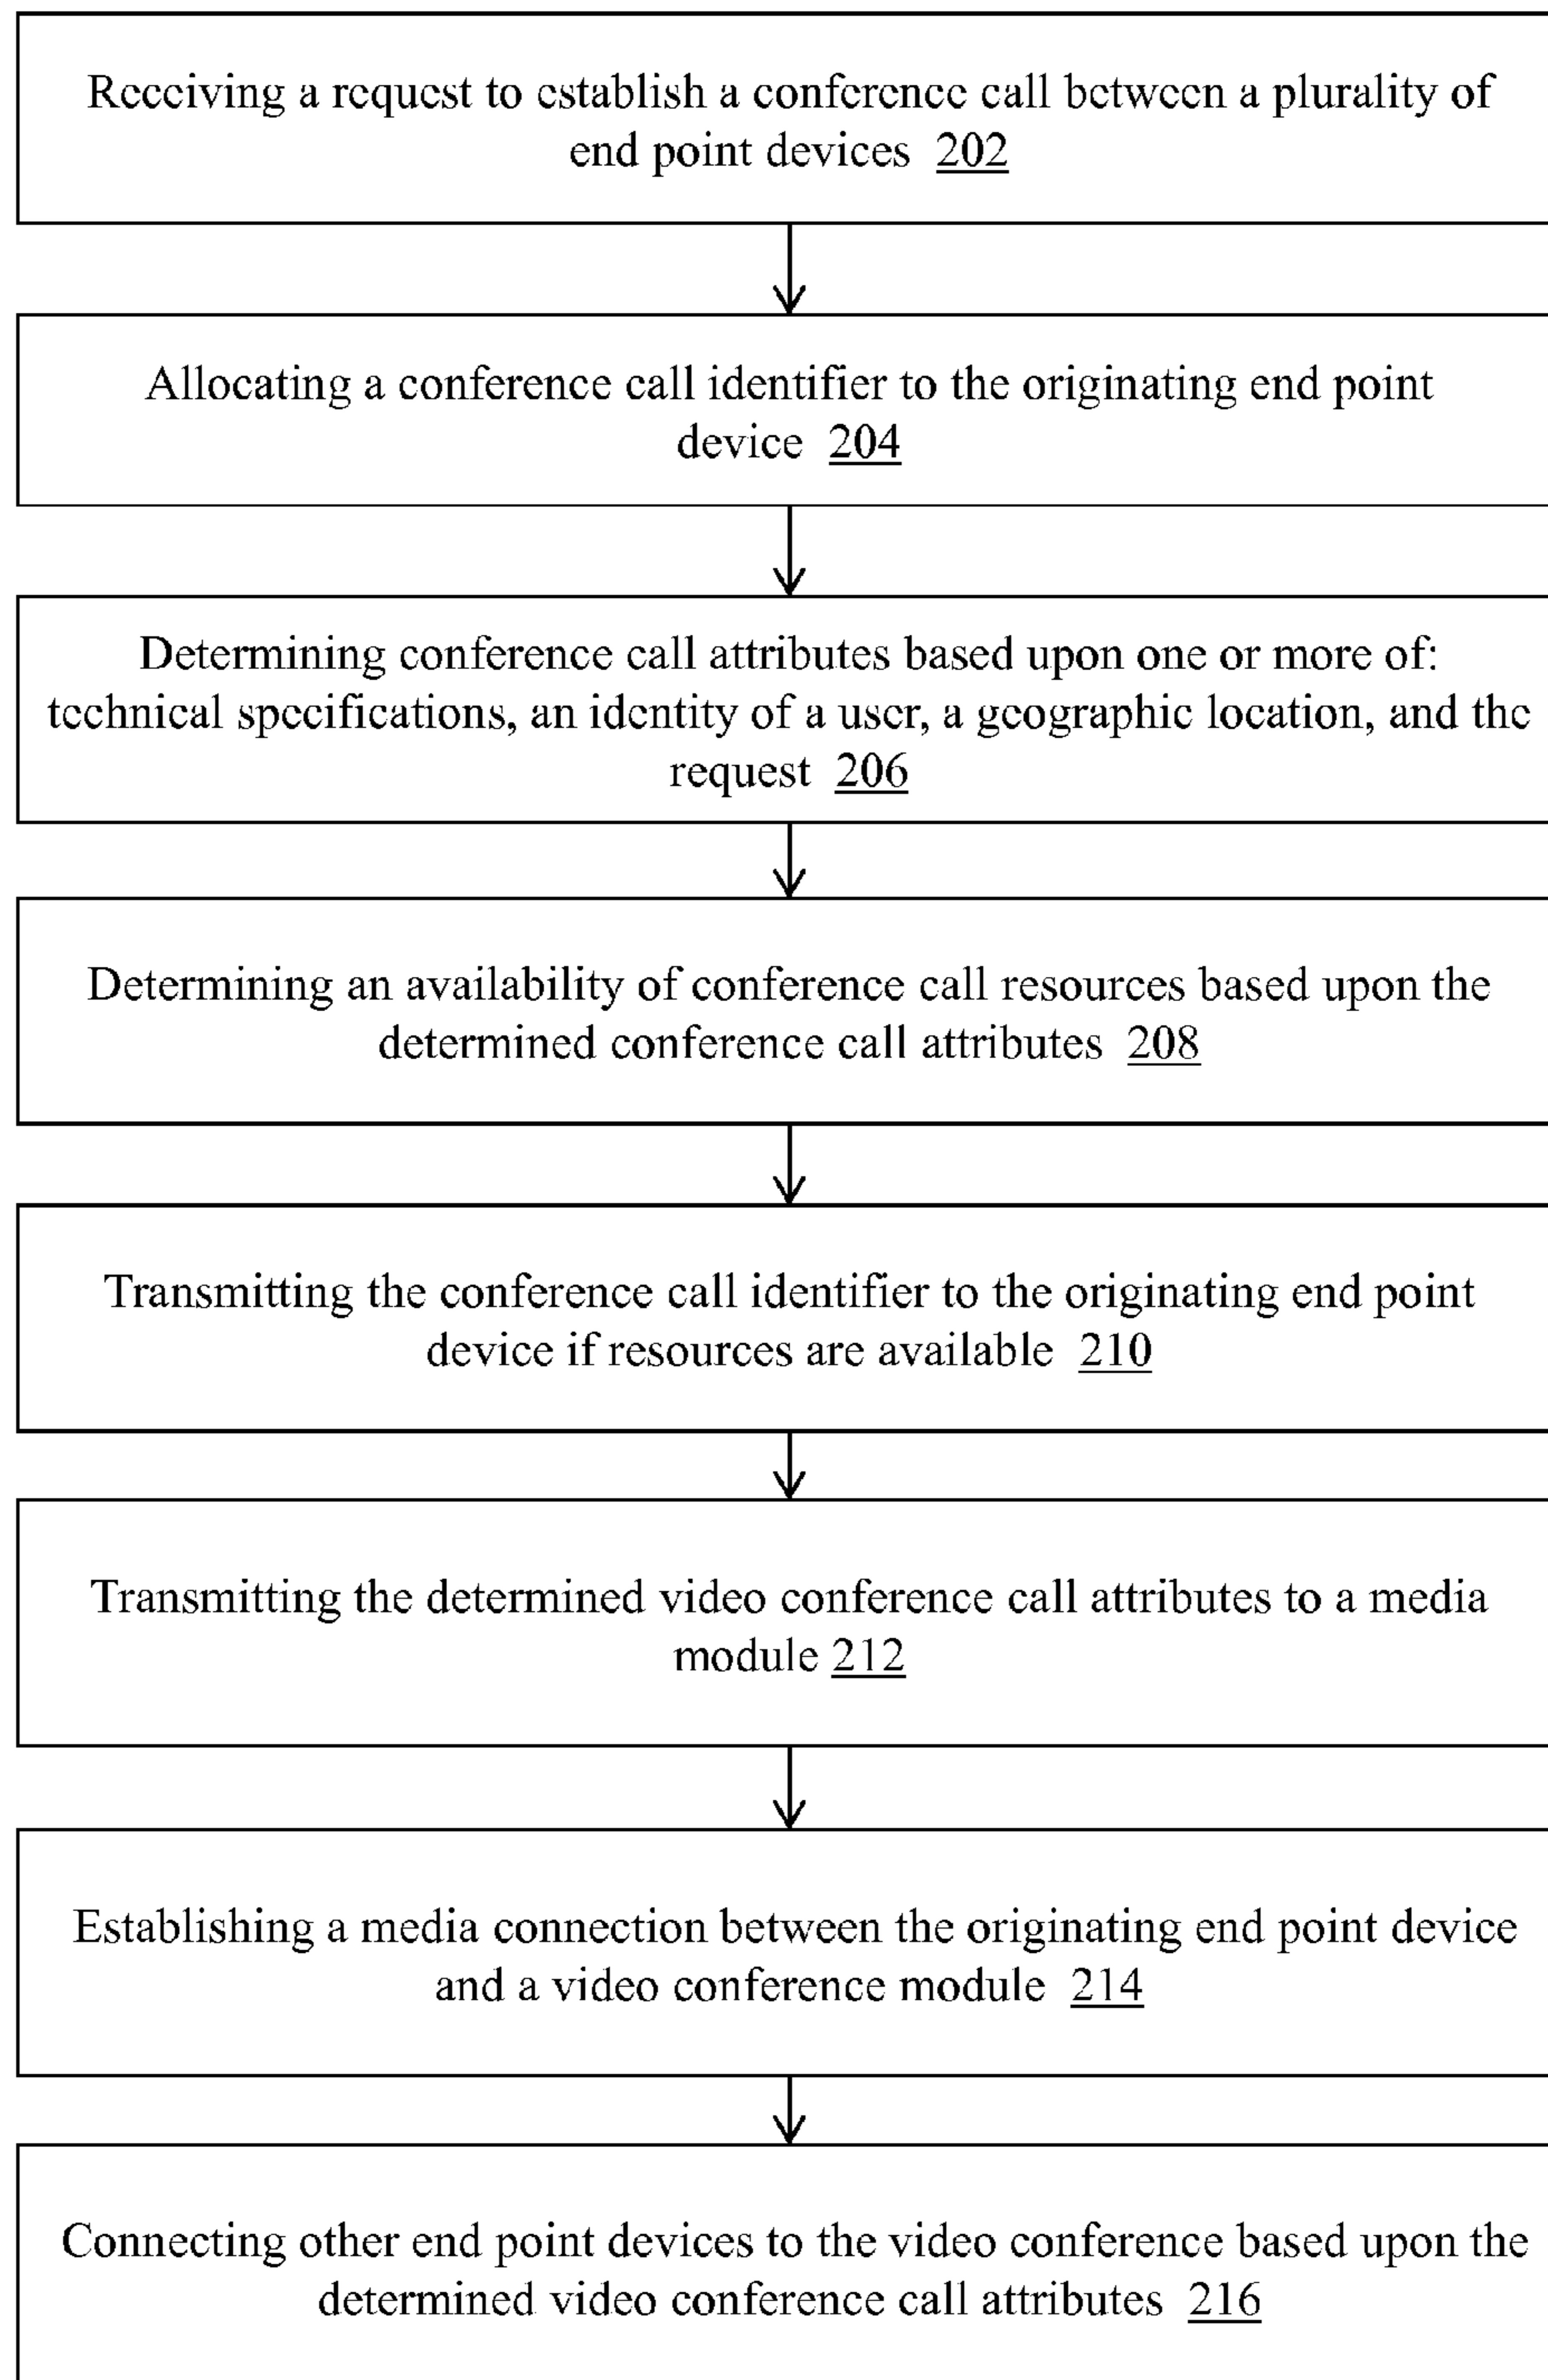 Receiving a request to establish a conference call between a plurality of
end point devices 202
Allocating a conference call identifier to the originating end point
device 204
Determining conference call attributes based upon one or more of:
technical specifications, an identity of a user, a geographic location, and the
request 206
Determining an availability of conference call resources based upon the
determined conference call attributes 208
Transmitting the conference call identifier to the originating end point
device if resources are available 210
Transmitting the determined video conference call attributes to a media
module 212
Establishing a media connection between the originating end point device
and a video conference module 214
Connecting other end point devices to the video conference based upon the
determined video conference call attributes 216